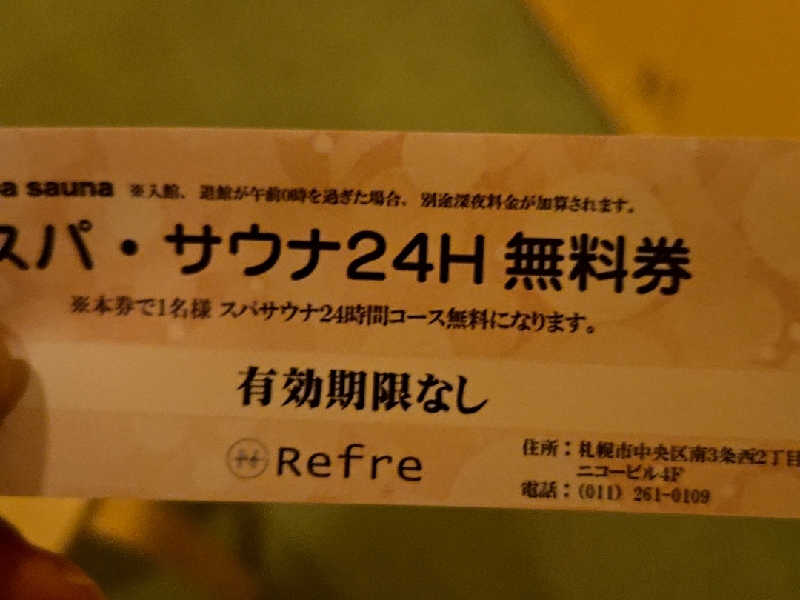 a sauna ※入館、退館が午前0時を過ぎた場合、別途深夜料金が加算されます。
スパ・サウナ24H 無料券
※本券で1名様 スパサウナ24時間コース無料になります。
有効期限なし
Refre
住所：札幌市中央区南3条西2丁目
ニコービル4F
電話：(011) 261-0109